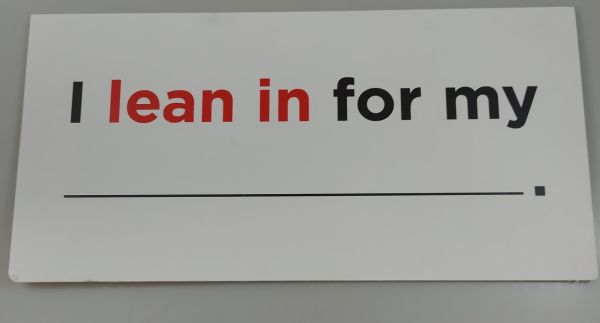 I lean in for my
.